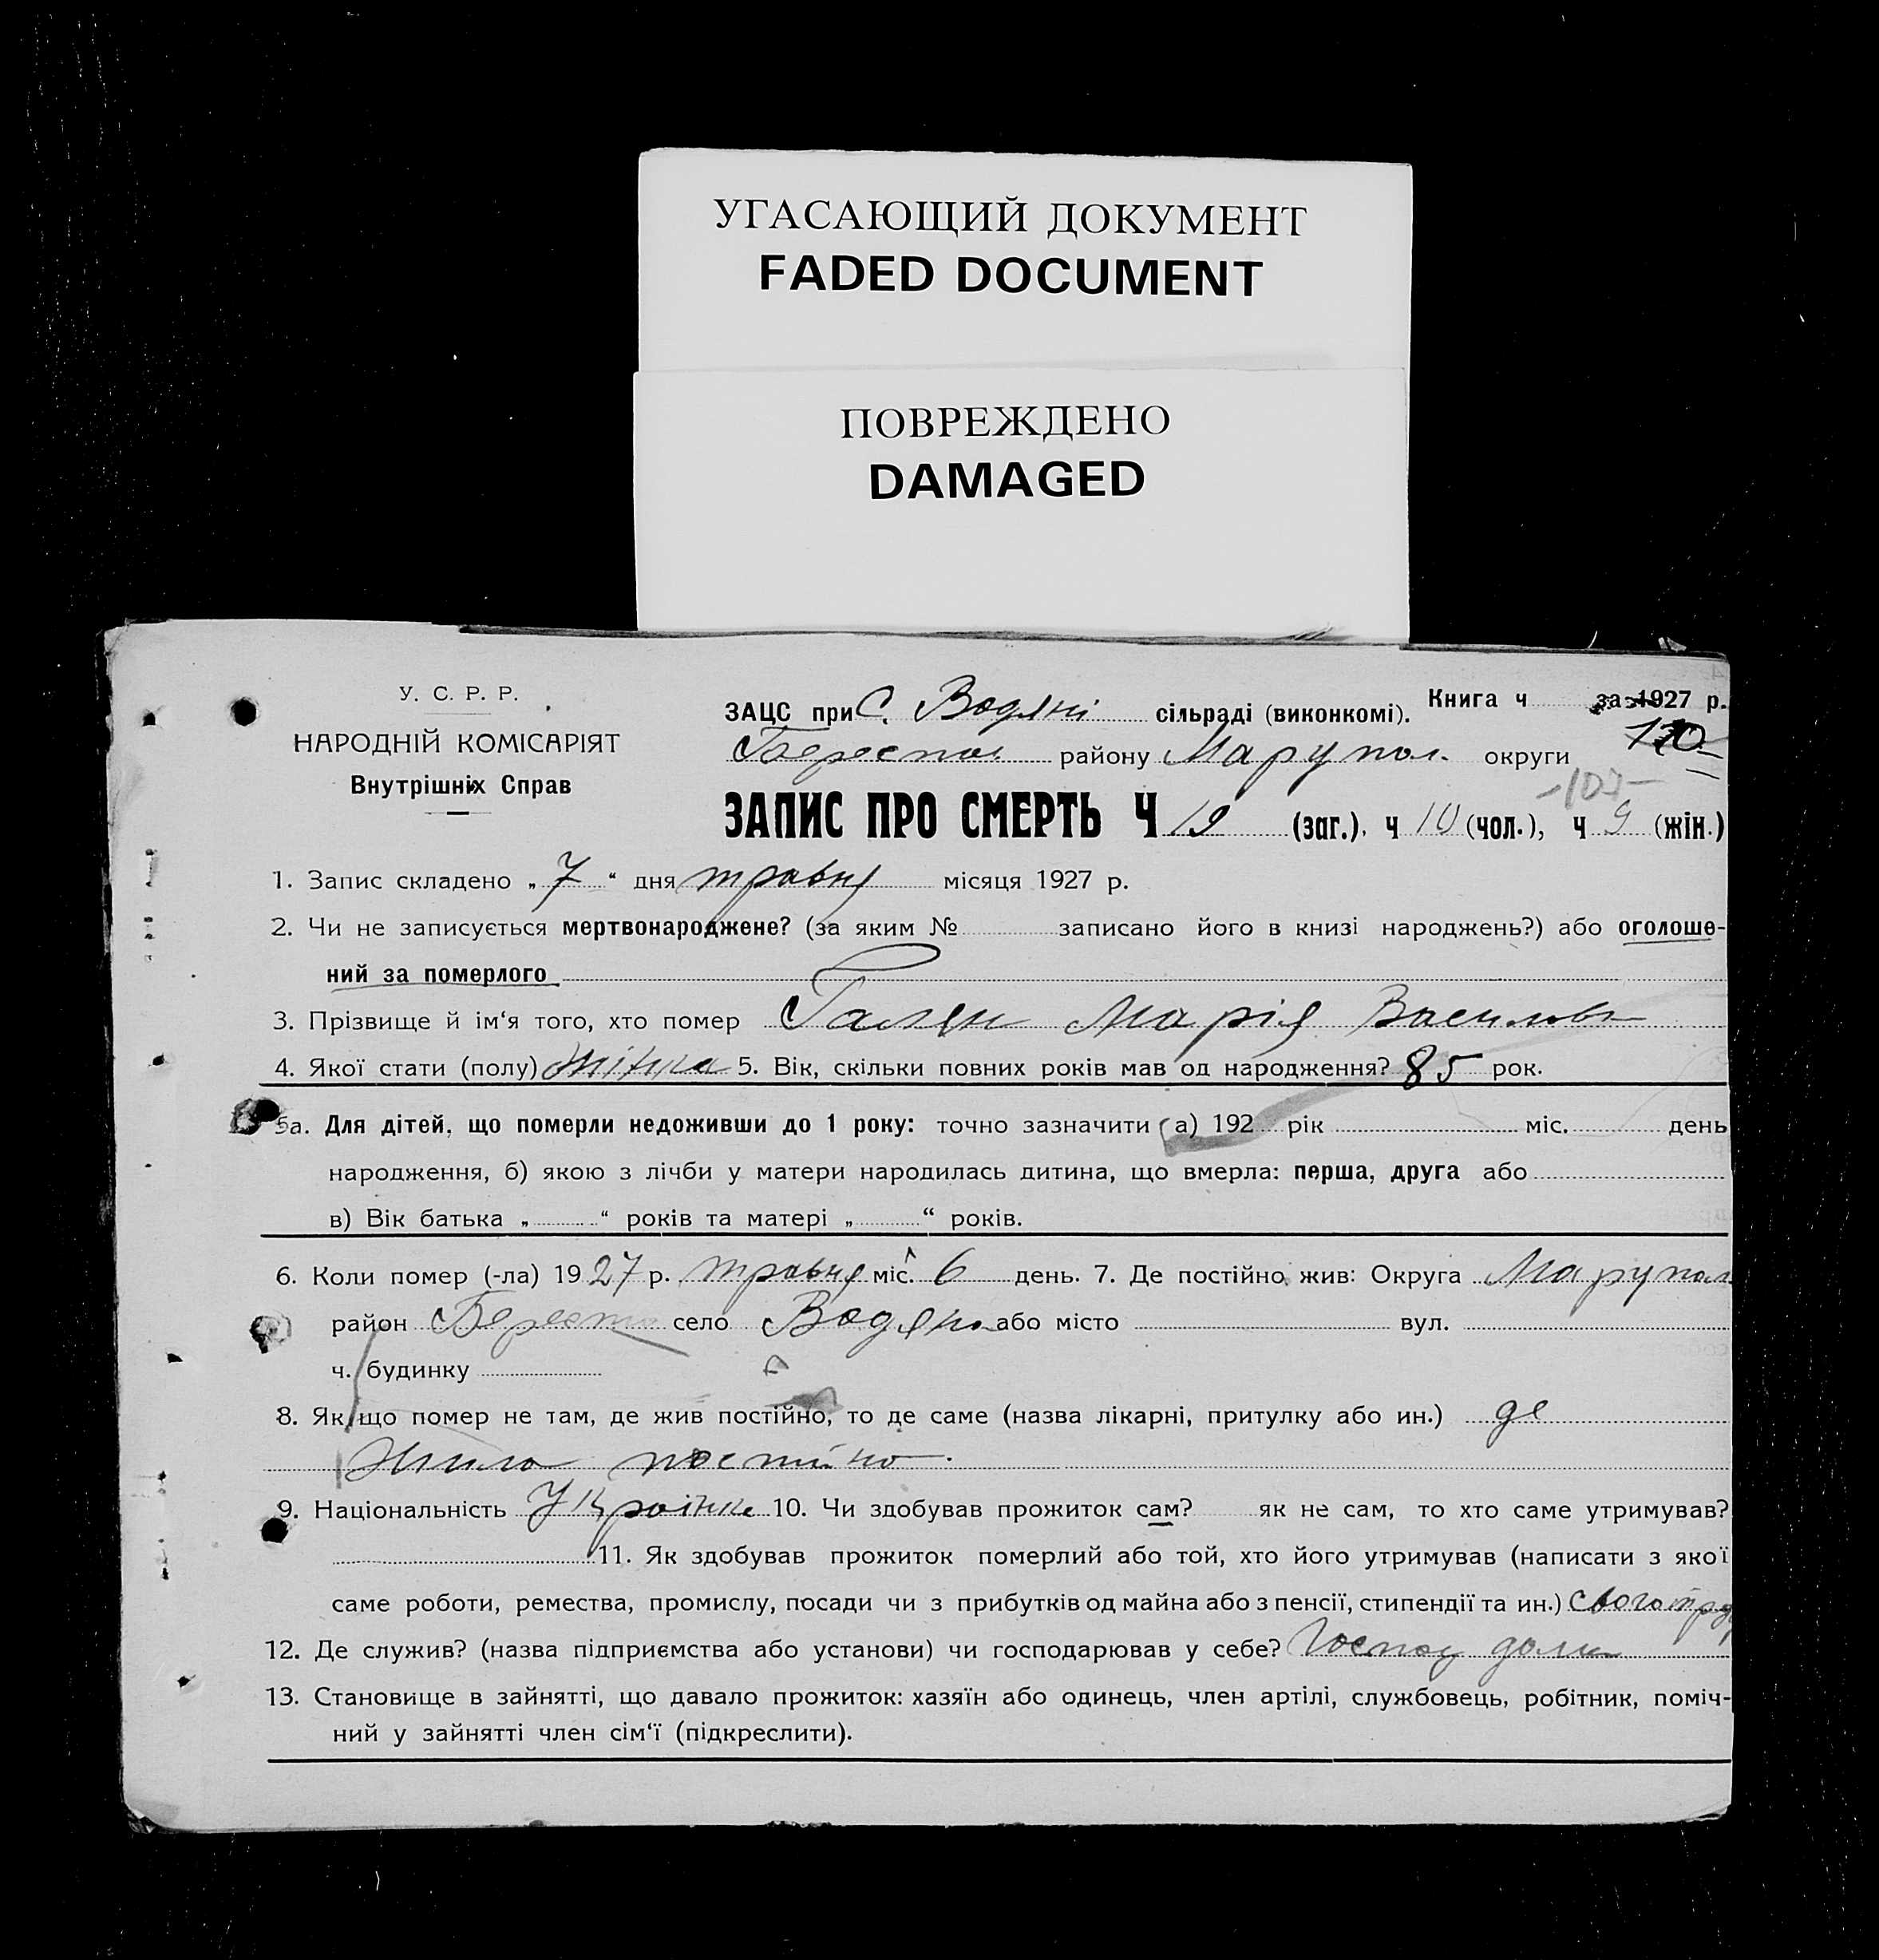 УГАСАЮЩИЙ ДОКУМЕНТ
FADED DOCUMENT
ПОВРЕЖДЕНО
DAMAGED
У. С. Р. Р.
НАРОДНІЙ КОМІСАРІЯТ
Внутрішніх Справ
ЗАЦС при С. Водяні сільраді (виконкомі). Книга ч за 1927 р.
району Марупол. округи 110
ЗАПИС ПРО СМЕРТЬ Ч 19 (заг.), ч 10 (чол.), ч 9 (жін.)
1. Запис складено „7“ дня травня місяця 1927 р.
2. Чи не записується мертвонароджене? (за яким № записано його в книзі народжень?) або оголоше-
ний за померлого
3. Прізвище й ім‘я того, хто помер Марія
4. Якої стати (полу) жінка 5. Вік, скільки повних років мав од народження? 85 рок.
5а. Для дітей, що померли недоживши до 1 року: точно зазначити (а) 192 рік міс. день
народження, б) якою з лічби у матери народилась дитина, що вмерла: перша, друга або
в) Вік батька „ “ років та матері „ “ років.
6. Коли помер (-ла) 1927 р. травня міс. 6 день. 7. Де постійно жив: Округа Марупол
район Берест село Водяно або місто вул.
ч. будинку
8. Як що помер не там, де жив постійно, то де саме (назва лікарні, притулку або ин.) де
жила постійно.
9. Національність Українка 10. Чи здобував прожиток сам? як не сам, то хто саме утримував?
11. Як здобував прожиток померлий або той, хто його утримував (написати з якої
саме роботи, ремества, промислу, посади чи з прибутків од майна або з пенсії, стипендії та ин.) свого
12. Де служив? (назва підприємства або установи) чи господарював у себе?
13. Становище в зайнятті, що давало прожиток: хазяїн або одинець, член артілі, службовець, робітник, поміч-
ний у зайнятті член сім‘ї (підкреслити).